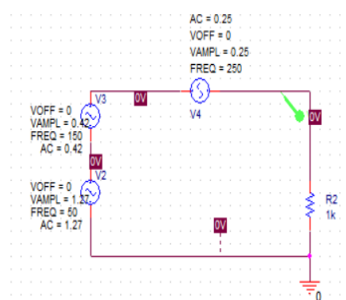 AC = 0.25
VOFF = 0
VAMPL = 0.25
FREQ = 250
V4
0V
V3
VOFF = 0
VAMPL = 0.42
FREQ = 150
AC = 0.42
0V
0V
V2
VOFF = 0
VAMPL = 1.27
FREQ = 50
AC = 1.27
0V
R2
1k
0